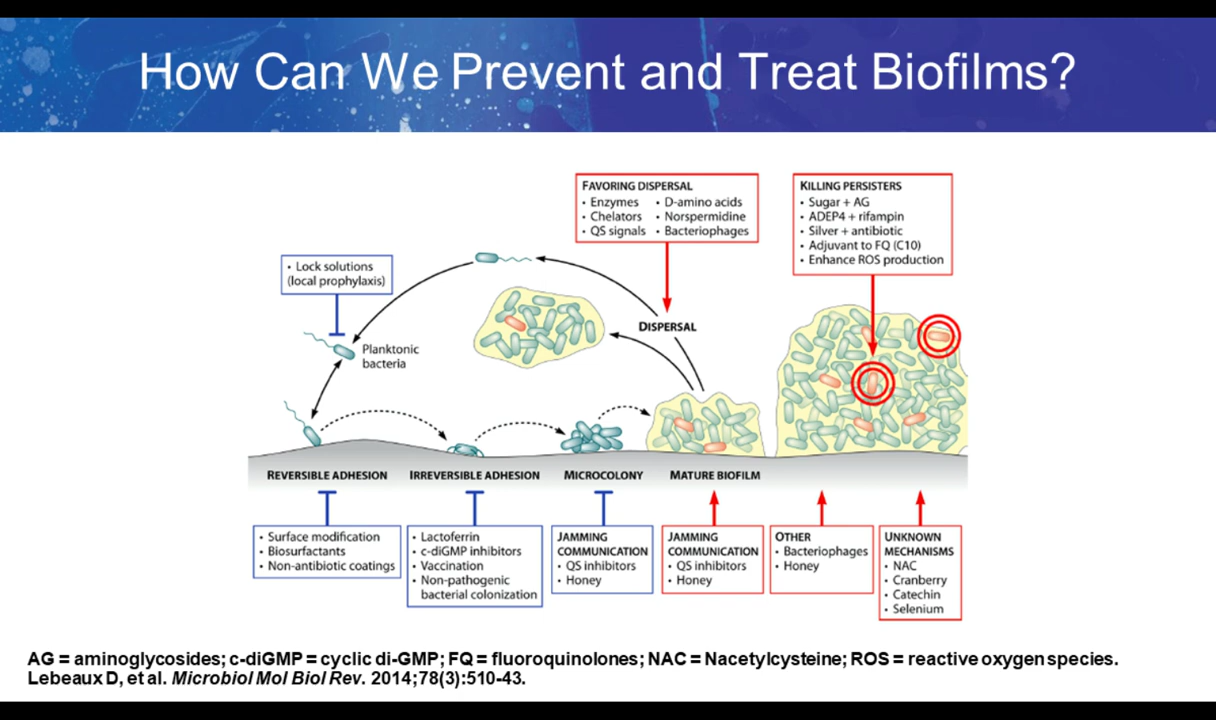 How Can We Prevent and Treat Biofilms?
FAVORING DISPERSAL
• Enzymes • D-amino acids
• Chelators • Norspermidine
• QS signals • Bacteriophages
KILLING PERSISTERS
• Sugar + AG
• ADEP4 + rifampin
• Silver + antibiotic
• Adjuvant to FQ (C10)
• Enhance ROS production
• Lock solutions
(local prophylaxis)
DISPERSAL
Planktonic
bacteria
REVERSIBLE ADHESION
IRREVERSIBLE ADHESION
MICROCOLONY
MATURE BIOFILM
• Surface modification
• Biosurfactants
• Non-antibiotic coatings
• Lactoferrin
• c-diGMP inhibitors
• Vaccination
• Non-pathogenic
bacterial colonization
JAMMING
COMMUNICATION
• QS inhibitors
• Honey
JAMMING
COMMUNICATION
• QS inhibitors
• Honey
OTHER
• Bacteriophages
• Honey
UNKNOWN
MECHANISMS
• NAC
• Cranberry
• Catechin
• Selenium
AG = aminoglycosides; c-diGMP = cyclic di-GMP; FQ = fluoroquinolones; NAC = Nacetylcysteine; ROS = reactive oxygen species.
Lebeaux D, et al. Microbiol Mol Biol Rev. 2014;78(3):510-43.